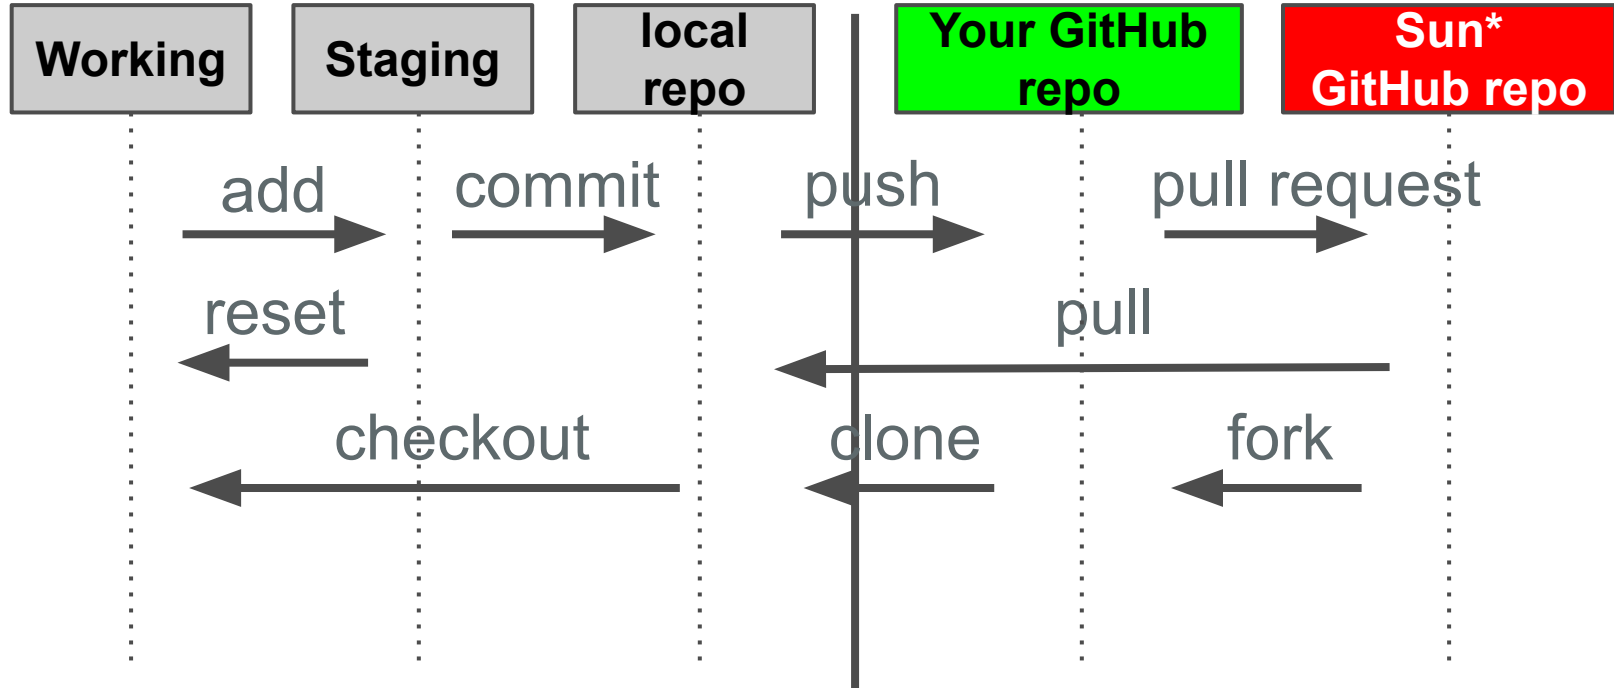 Working
Staging
local
repo
Your GitHub
repo
Sun*
GitHub repo
add
commit
push
pull request
reset
pull
checkout
clone
fork